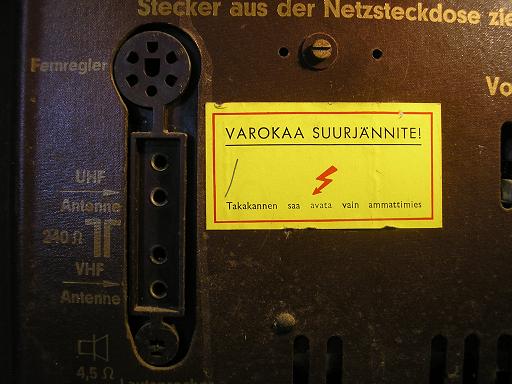 Stecker aus der Netzsteckdose
Fernregler
VAROKAA SUURJÄNNITE!
Takakannen saa avata vain ammattimies
UHF
Antenne
240 Ω
VHF
Antenne
4,5 Ω